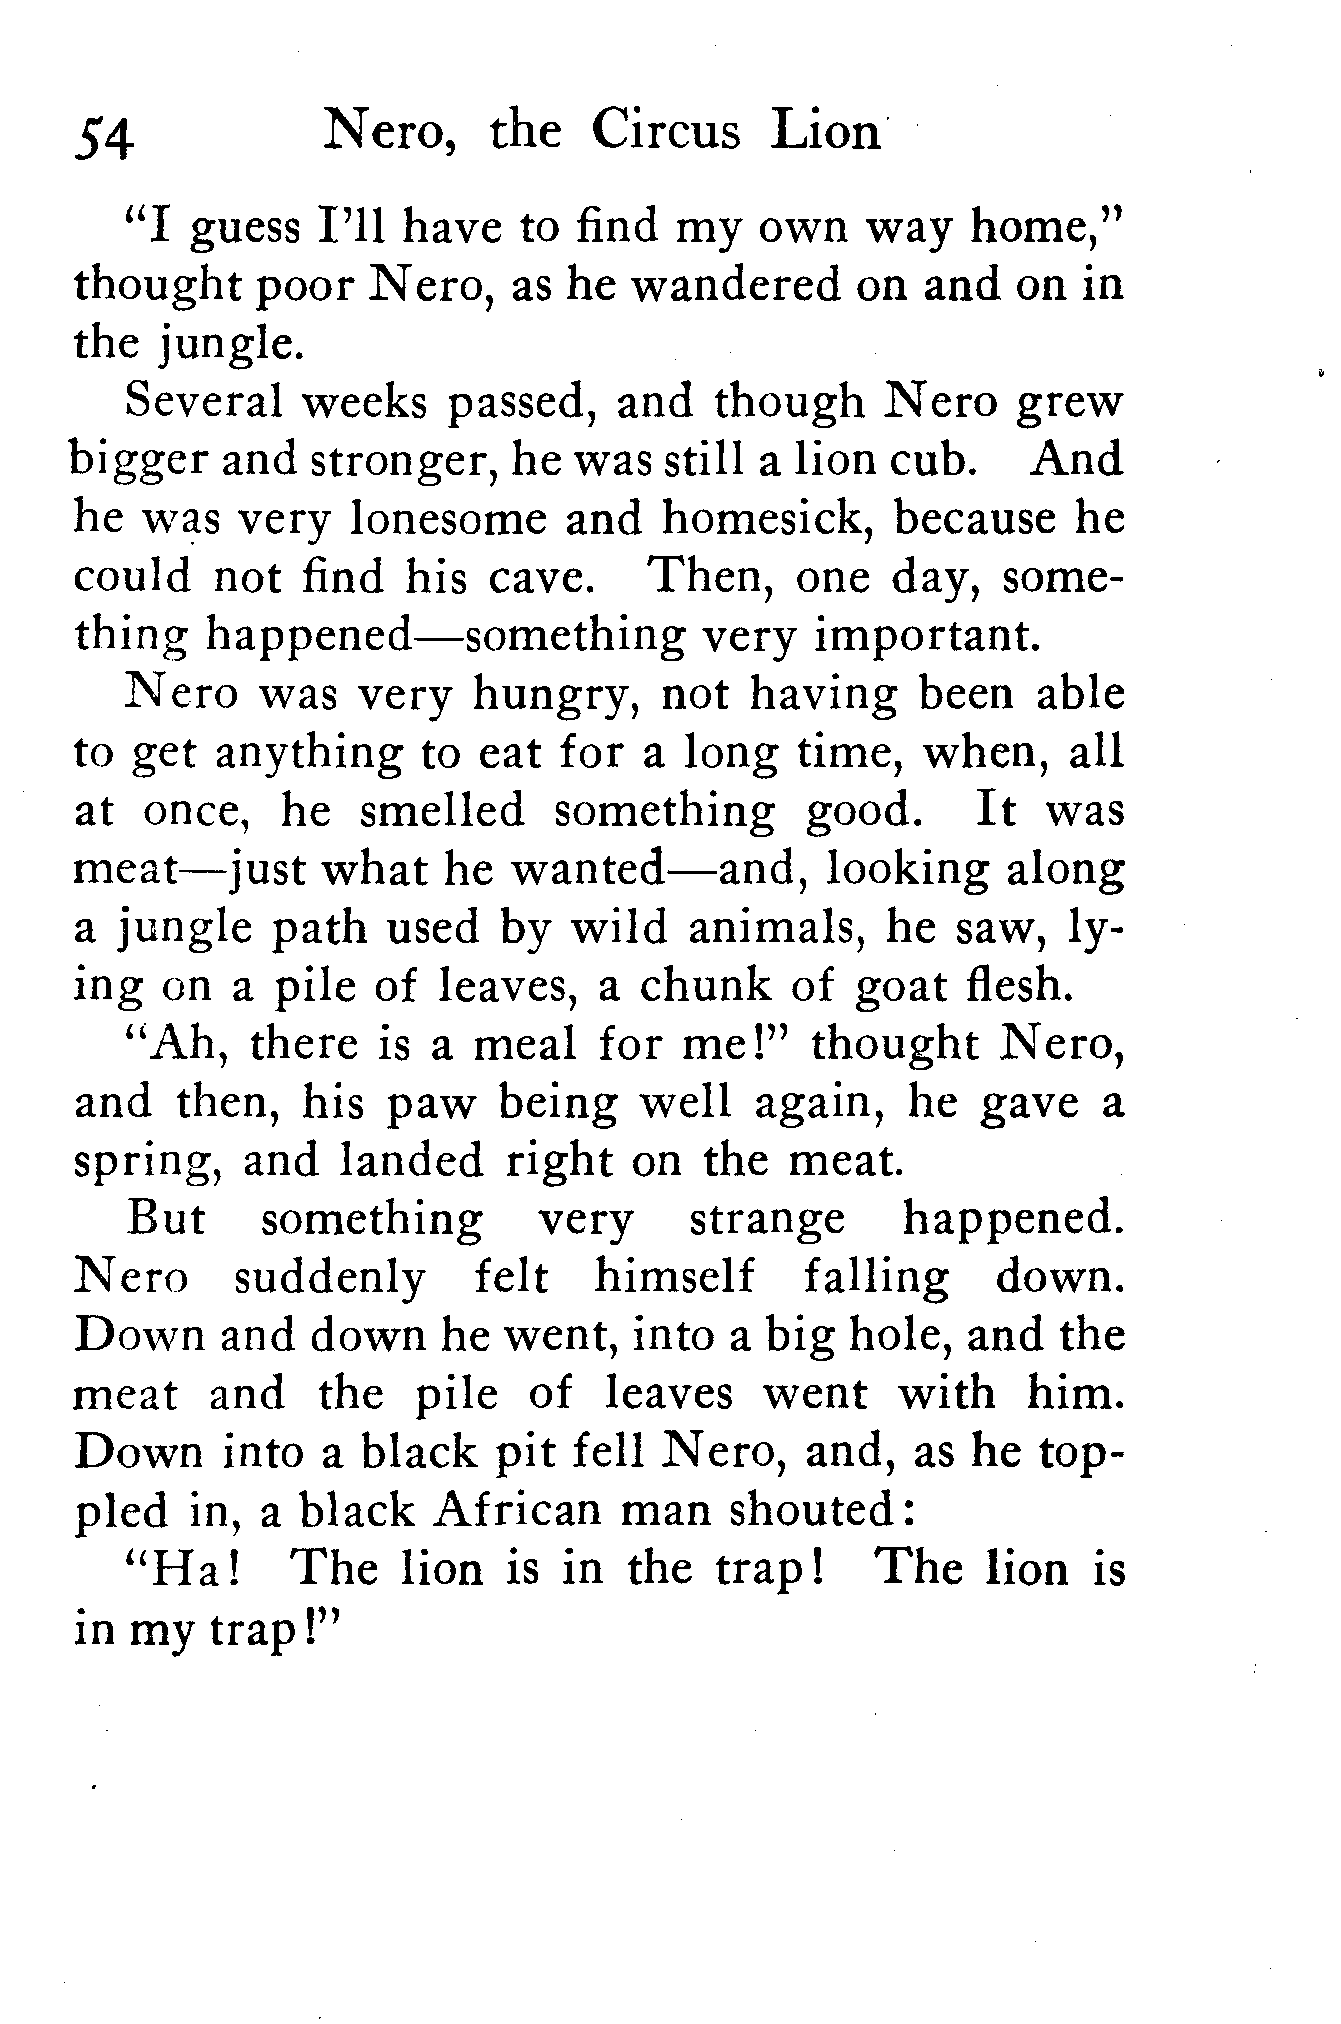 54 Nero, the Circus Lion
“I guess I’ll have to find my own way home,”
thought poor Nero, as he wandered on and on in
the jungle.
Several weeks passed, and though Nero grew
bigger and stronger, he was still a lion cub. And
he was very lonesome and homesick, because he
could not find his cave. Then, one day, some-
thing happened—something very important.
Nero was very hungry, not having been able
to get anything to eat for a long time, when, all
at once, he smelled something good. It was
meat—just what he wanted—and, looking along
a jungle path used by wild animals, he saw, ly-
ing on a pile of leaves, a chunk of goat flesh.
“Ah, there is a meal for me!” thought Nero,
and then, his paw being well again, he gave a
spring, and landed right on the meat.
But something very strange happened.
Nero suddenly felt himself falling down.
Down and down he went, into a big hole, and the
meat and the pile of leaves went with him.
Down into a black pit fell Nero, and, as he top-
pled in, a black African man shouted:
“Ha! The lion is in the trap! The lion is
in my trap!”